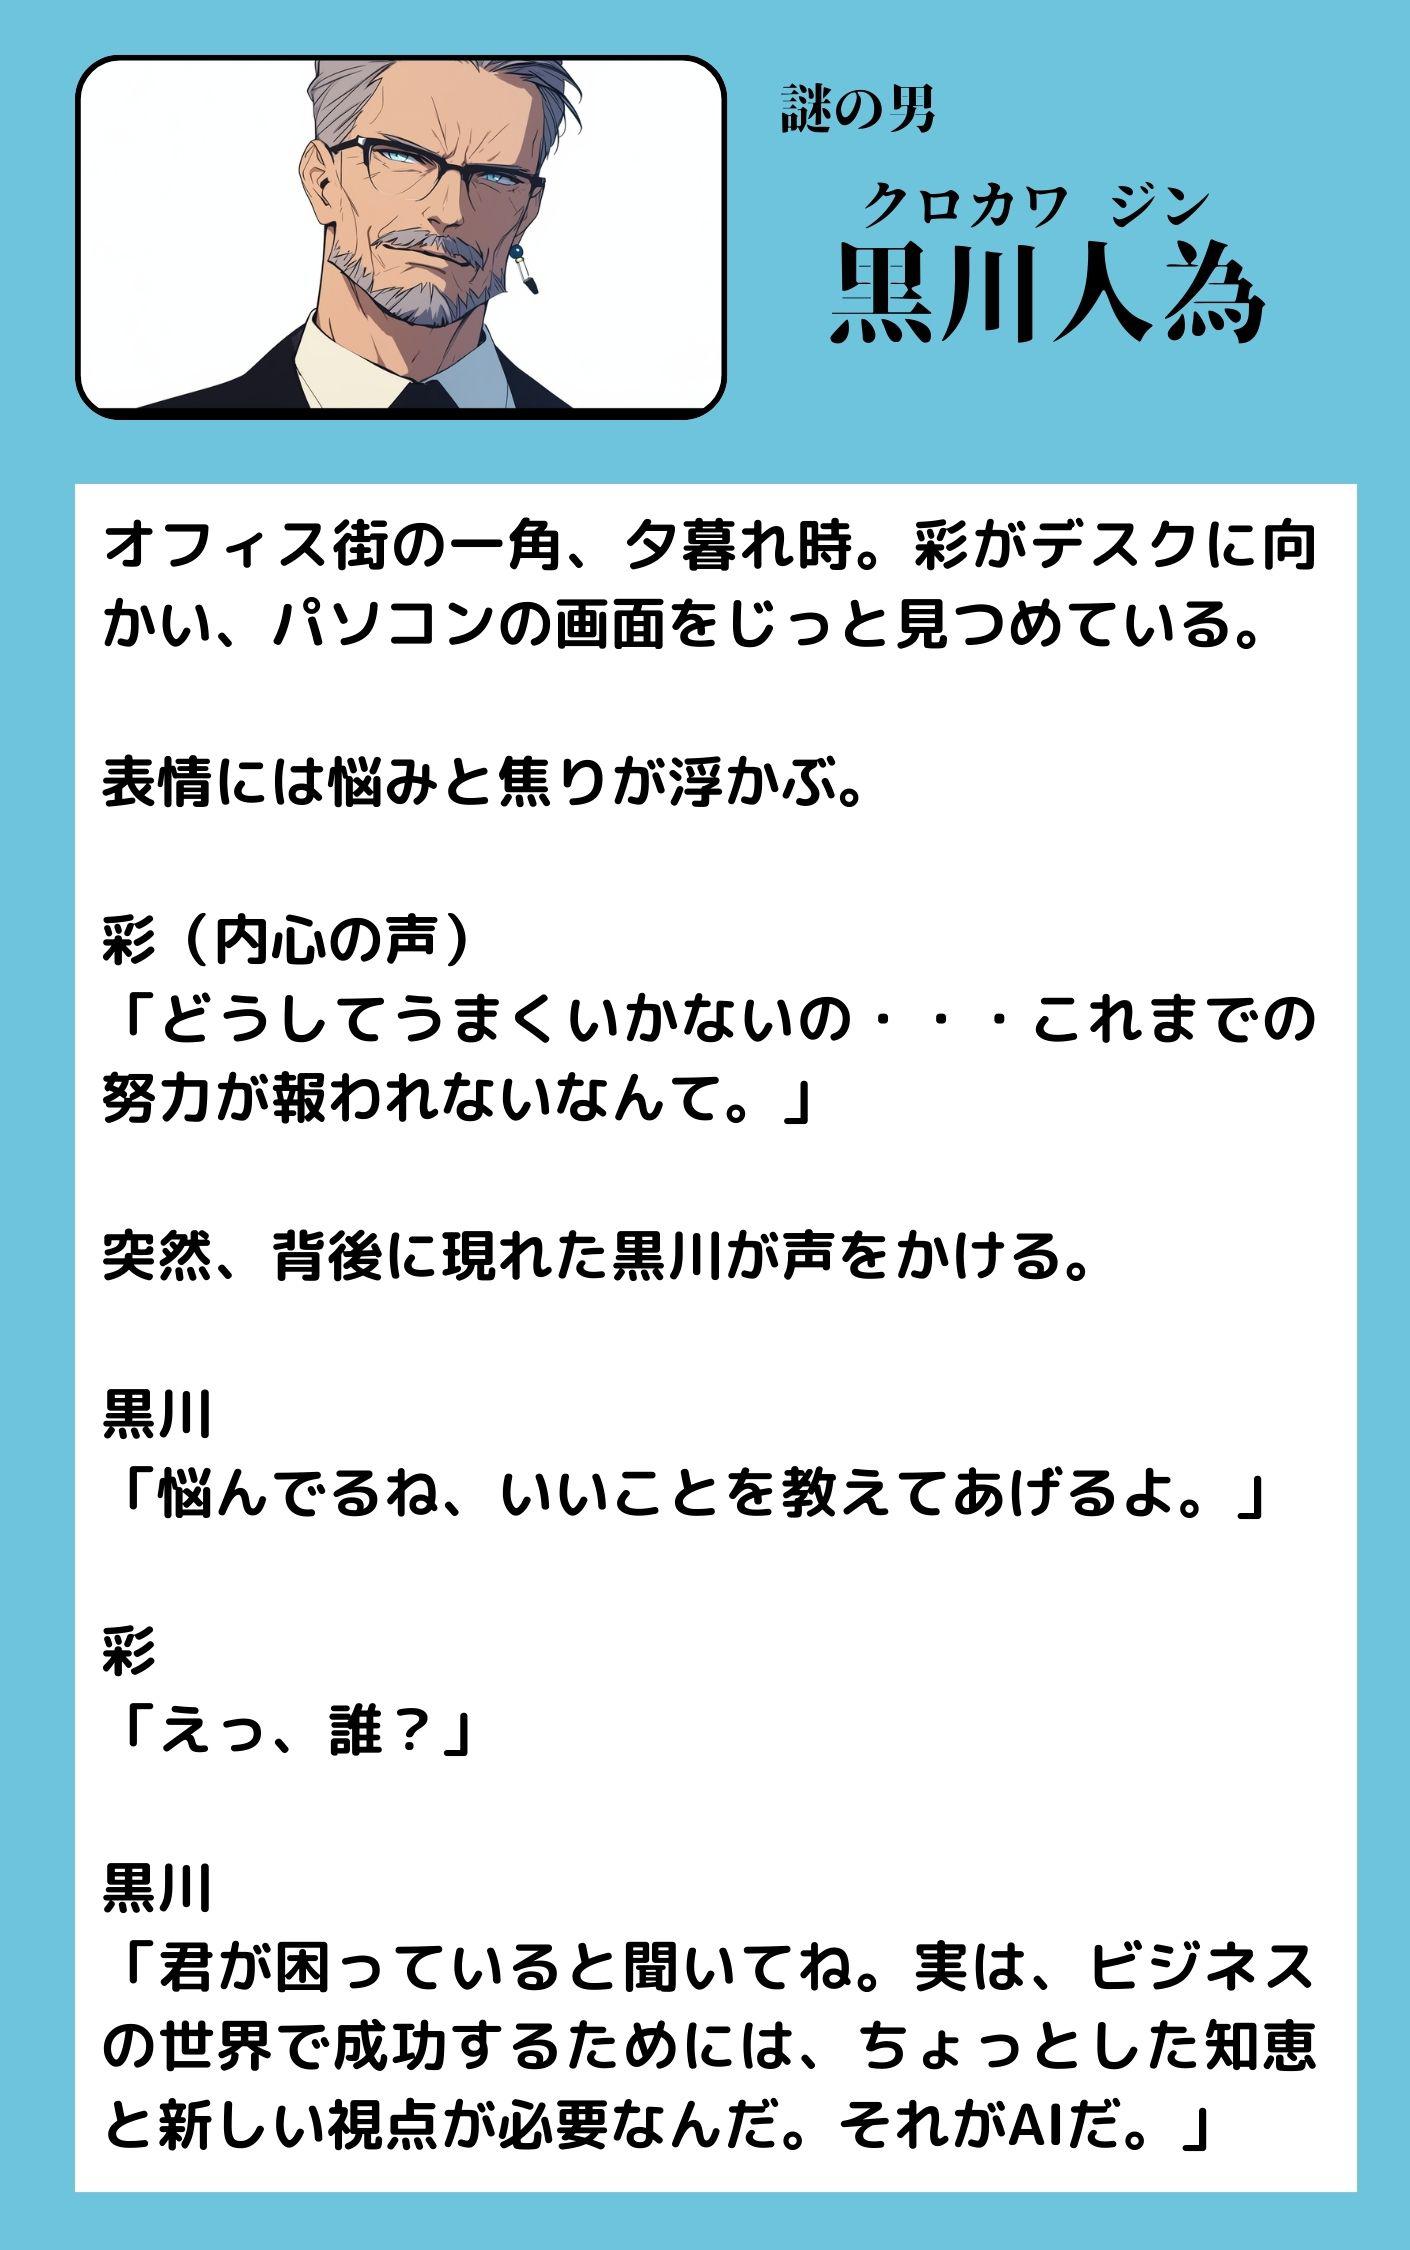 謎の男
クロカワ ジン
黒川人為
オフィス街の一角、夕暮れ時。彩がデスクに向
かい、パソコンの画面をじっと見つめている。
表情には悩みと焦りが浮かぶ。
彩（内心の声）
「どうしてうまくいかないの・・・これまでの
努力が報われないなんて。」
突然、背後に現れた黒川が声をかける。
黒川
「悩んでるね、いいことを教えてあげるよ。」
彩
「えっ、誰？」
黒川
「君が困っていると聞いてね。実は、ビジネス
の世界で成功するためには、ちょっとした知恵
と新しい視点が必要なんだ。それがAIだ。」